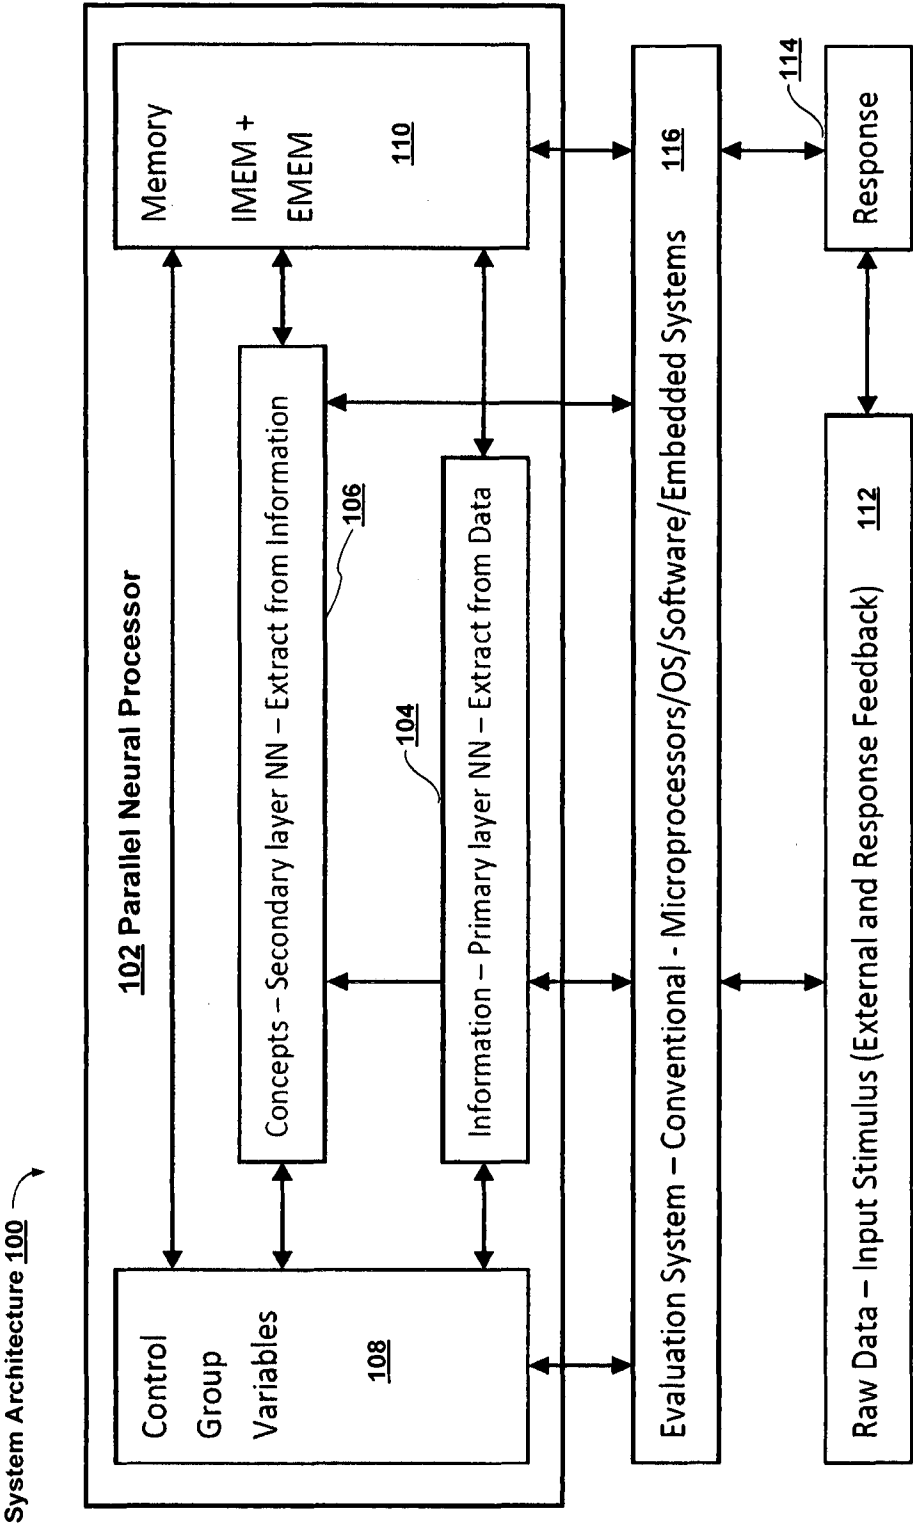 System Architecture 100
102 Parallel Neural Processor
Control
Group
Variables
108
Concepts – Secondary layer NN – Extract from Information
106
Information – Primary layer NN – Extract from Data
104
Memory
IMEM +
EMEM
110
Evaluation System – Conventional - Microprocessors/OS/Software/Embedded Systems
116
Raw Data – Input Stimulus (External and Response Feedback)
112
Response
114